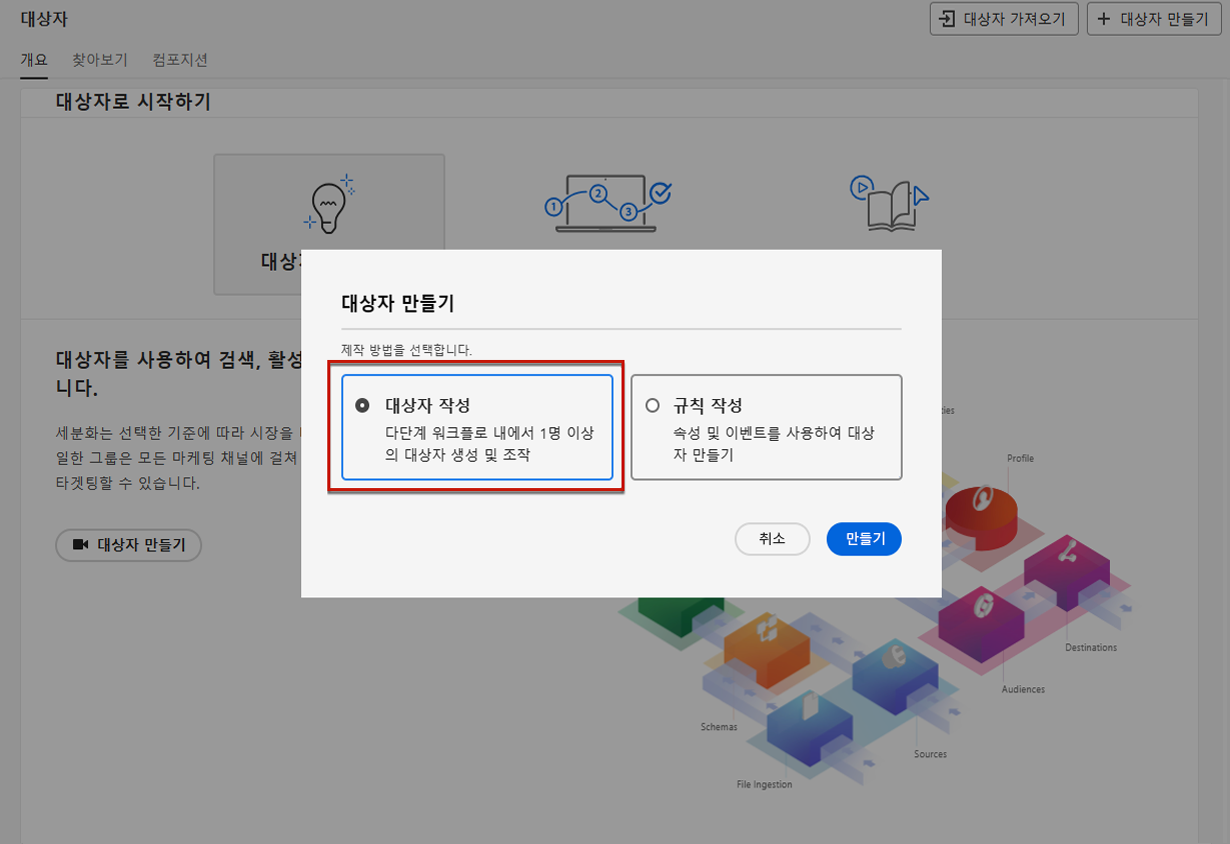 대상자
대상자 가져오기
대상자 만들기
개요
찾아보기
컴포지션
대상자로 시작하기
1
2
3
대상자 만들기
제작 방법을 선택합니다.
대상자 작성
다단계 워크플로 내에서 1명 이상
의 대상자 생성 및 조작
규칙 작성
속성 및 이벤트를 사용하여 대상
자 만들기
취소
만들기
대상자를 사용하여 검색, 활성
니다.
세분화는 선택한 기준에 따라 시장을
일한 그룹은 모든 마케팅 채널에 걸쳐
타겟팅할 수 있습니다.
대상자 만들기
Profile
Destinations
Audiences
Schemas
Sources
File Ingestion